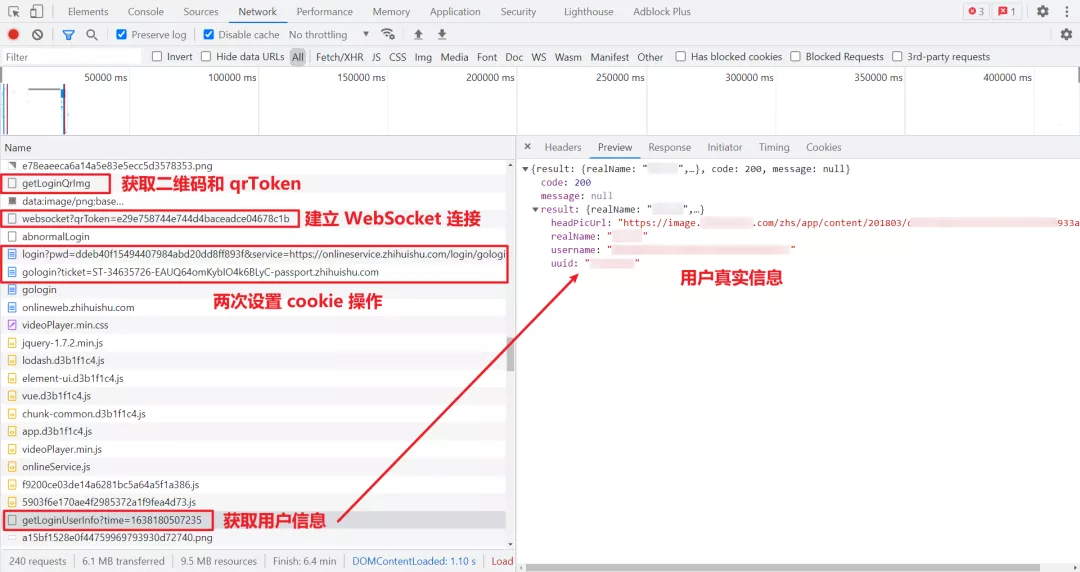 Elements Console Sources Network Performance Memory Application Security Lighthouse Adblock Plus 3 1
Preserve log Disable cache No throttling
Filter Invert Hide data URLs All Fetch/XHR JS CSS Img Media Font Doc WS Wasm Manifest Other Has blocked cookies Blocked Requests 3rd-party requests
50000 ms 100000 ms 150000 ms 200000 ms 250000 ms 300000 ms 350000 ms 400000 ms
Name
e78eaeeca6a14a5e83e5ecc5d3578353.png
getLoginQrImg 获取二维码和 qrToken
data:image/png;base...
websocket?qrToken=e29e758744e744d4baceadce04678c1b 建立 WebSocket 连接
abnormalLogin
login?pwd=ddeb40f15494407984abd20dd8ff893f&service=https://onlineservice.zhihuishu.com/login/gologi
gologin?ticket=ST-34635726-EAUQ64omKybIO4k6BLyC-passport.zhihuishu.com
gologin
两次设置 cookie 操作
onlineweb.zhihuishu.com
videoPlayer.min.css
jquery-1.7.2.min.js
lodash.d3b1f1c4.js
element-ui.d3b1f1c4.js
vue.d3b1f1c4.js
chunk-common.d3b1f1c4.js
app.d3b1f1c4.js
videoPlayer.min.js
onlineService.js
f9200ce03de14a6281bc5a64a5f1a386.js
5903f6e170ae4f2985372a1f9fea4d73.js
getLoginUserInfo?time=1638180507235 获取用户信息
a15bf1528e0f44759969793930d72740.png
240 requests 6.1 MB transferred 9.5 MB resources Finish: 6.4 min DOMContentLoaded: 1.10 s Load
× Headers Preview Response Initiator Timing Cookies
{result: {realName: " ",…}, code: 200, message: null}
code: 200
message: null
result: {realName: " ",…}
headPicUrl: "https://image. .com/zhs/app/content/201803/ 933a
realName: " "
username: " "
uuid: " "
用户真实信息